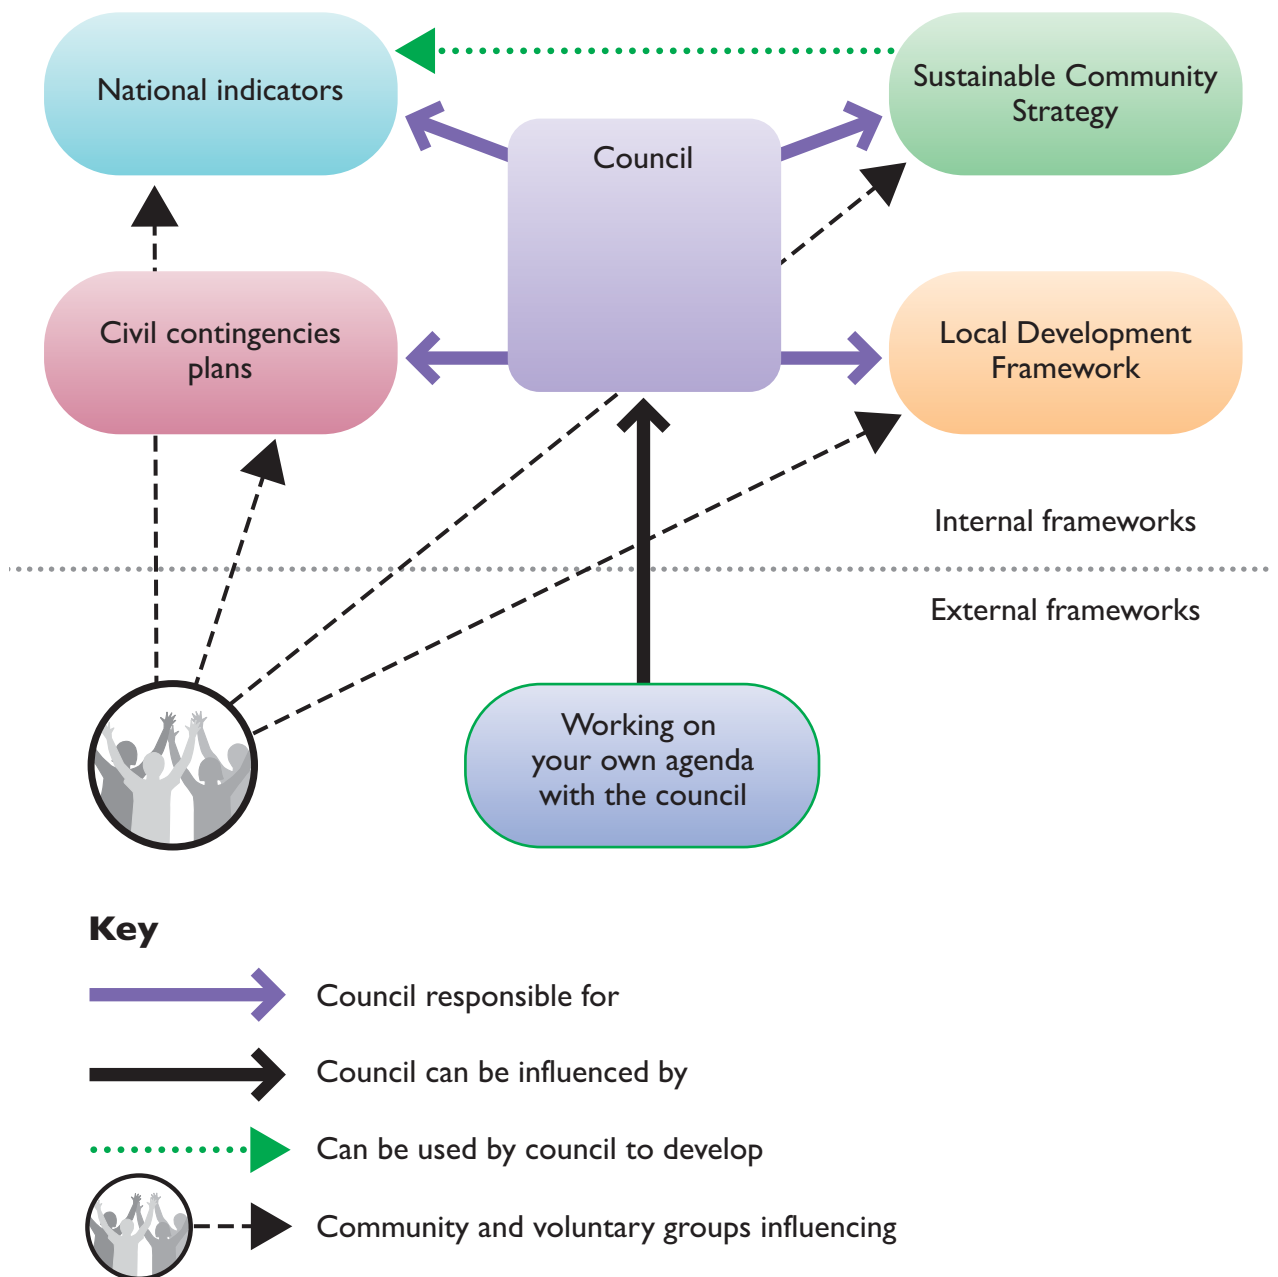 National indicators
Sustainable Community
Strategy
Council
Civil contingencies
plans
Local Development
Framework
Internal frameworks
External frameworks
Working on
your own agenda
with the council
Key
Council responsible for
Council can be influenced by
Can be used by council to develop
Community and voluntary groups influencing